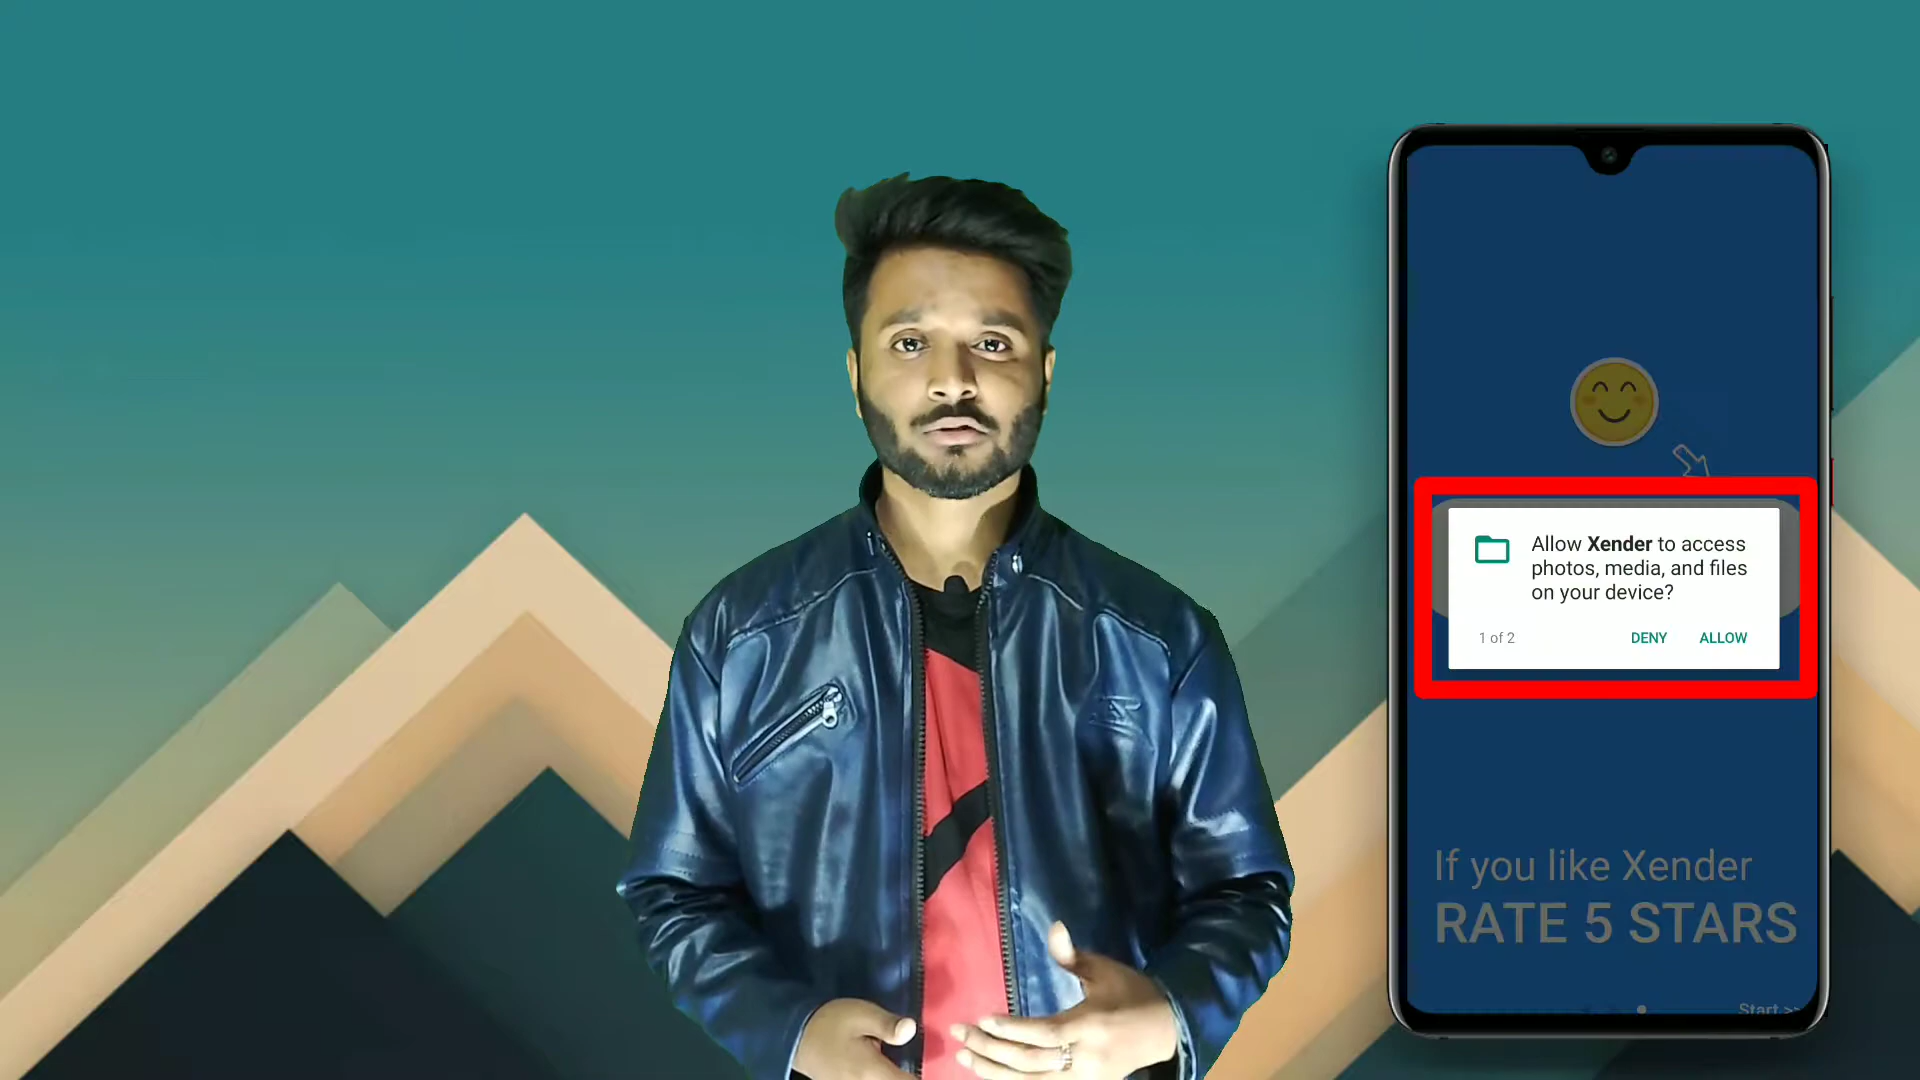 Allow Xender to access
photos, media, and files
on your device?
1 of 2 DENY ALLOW
If you like Xender
RATE 5 STARS
Start >>